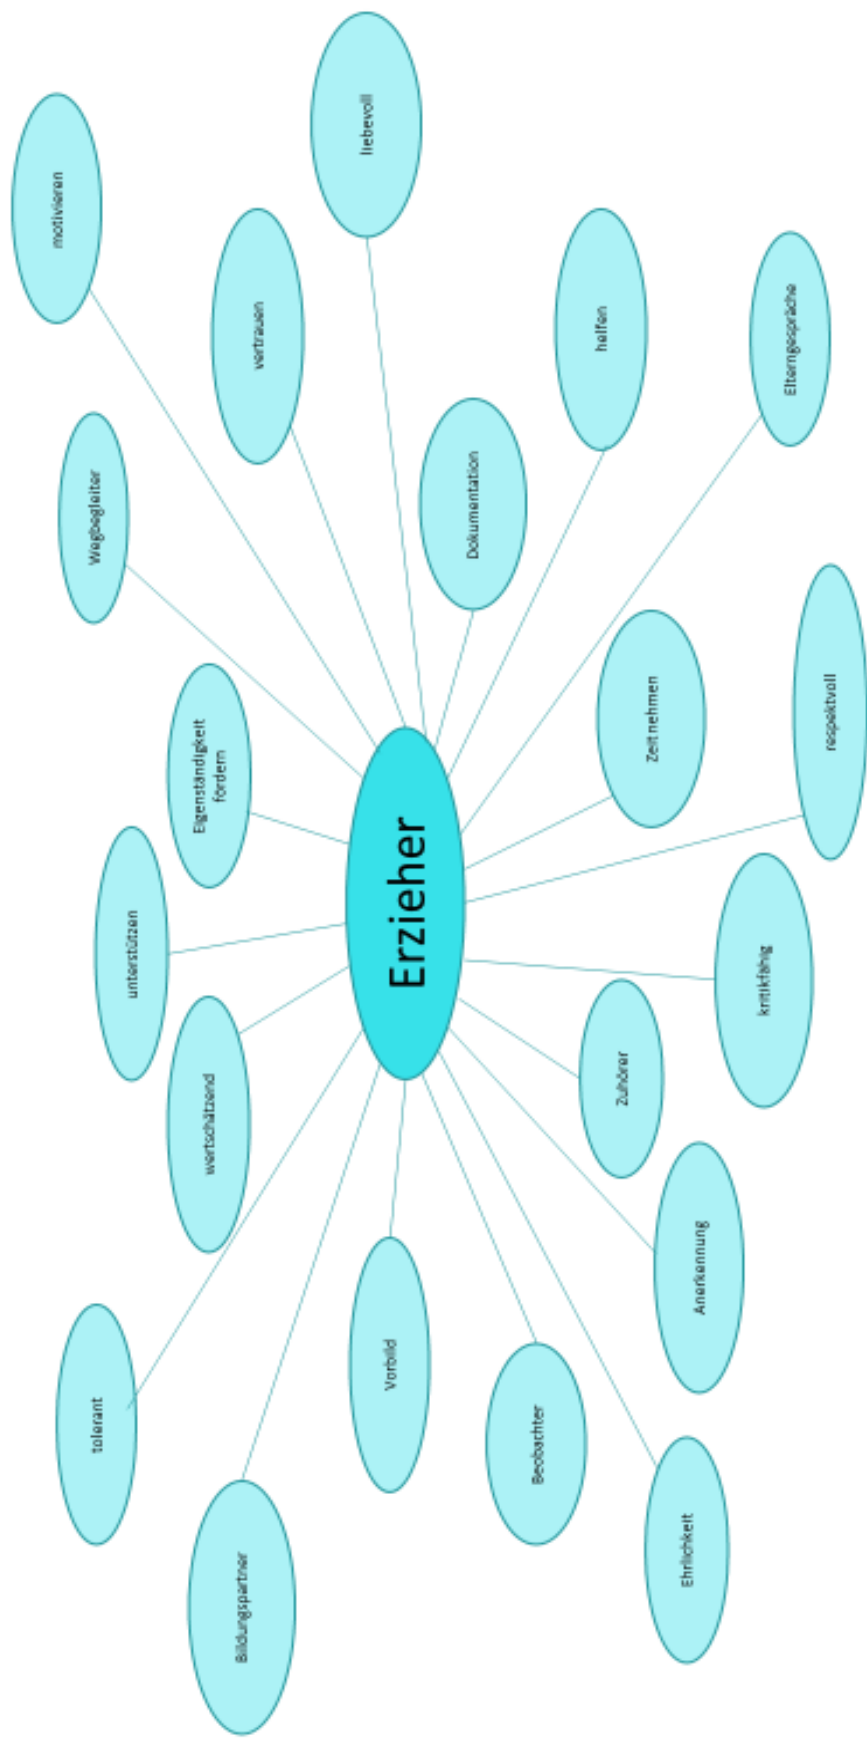 motivieren
liebevoll
vertrauen
Wegbegleiter
helfen
Elterngespräche
Dokumentation
Eigenständigkeit
fördern
Zeit nehmen
respektvoll
unterstützen
Erzieher
wertschätzend
kritikfähig
Zuhörer
Anerkennung
Vorbild
tolerant
Beobachter
Ehrlichkeit
Bildungspartner